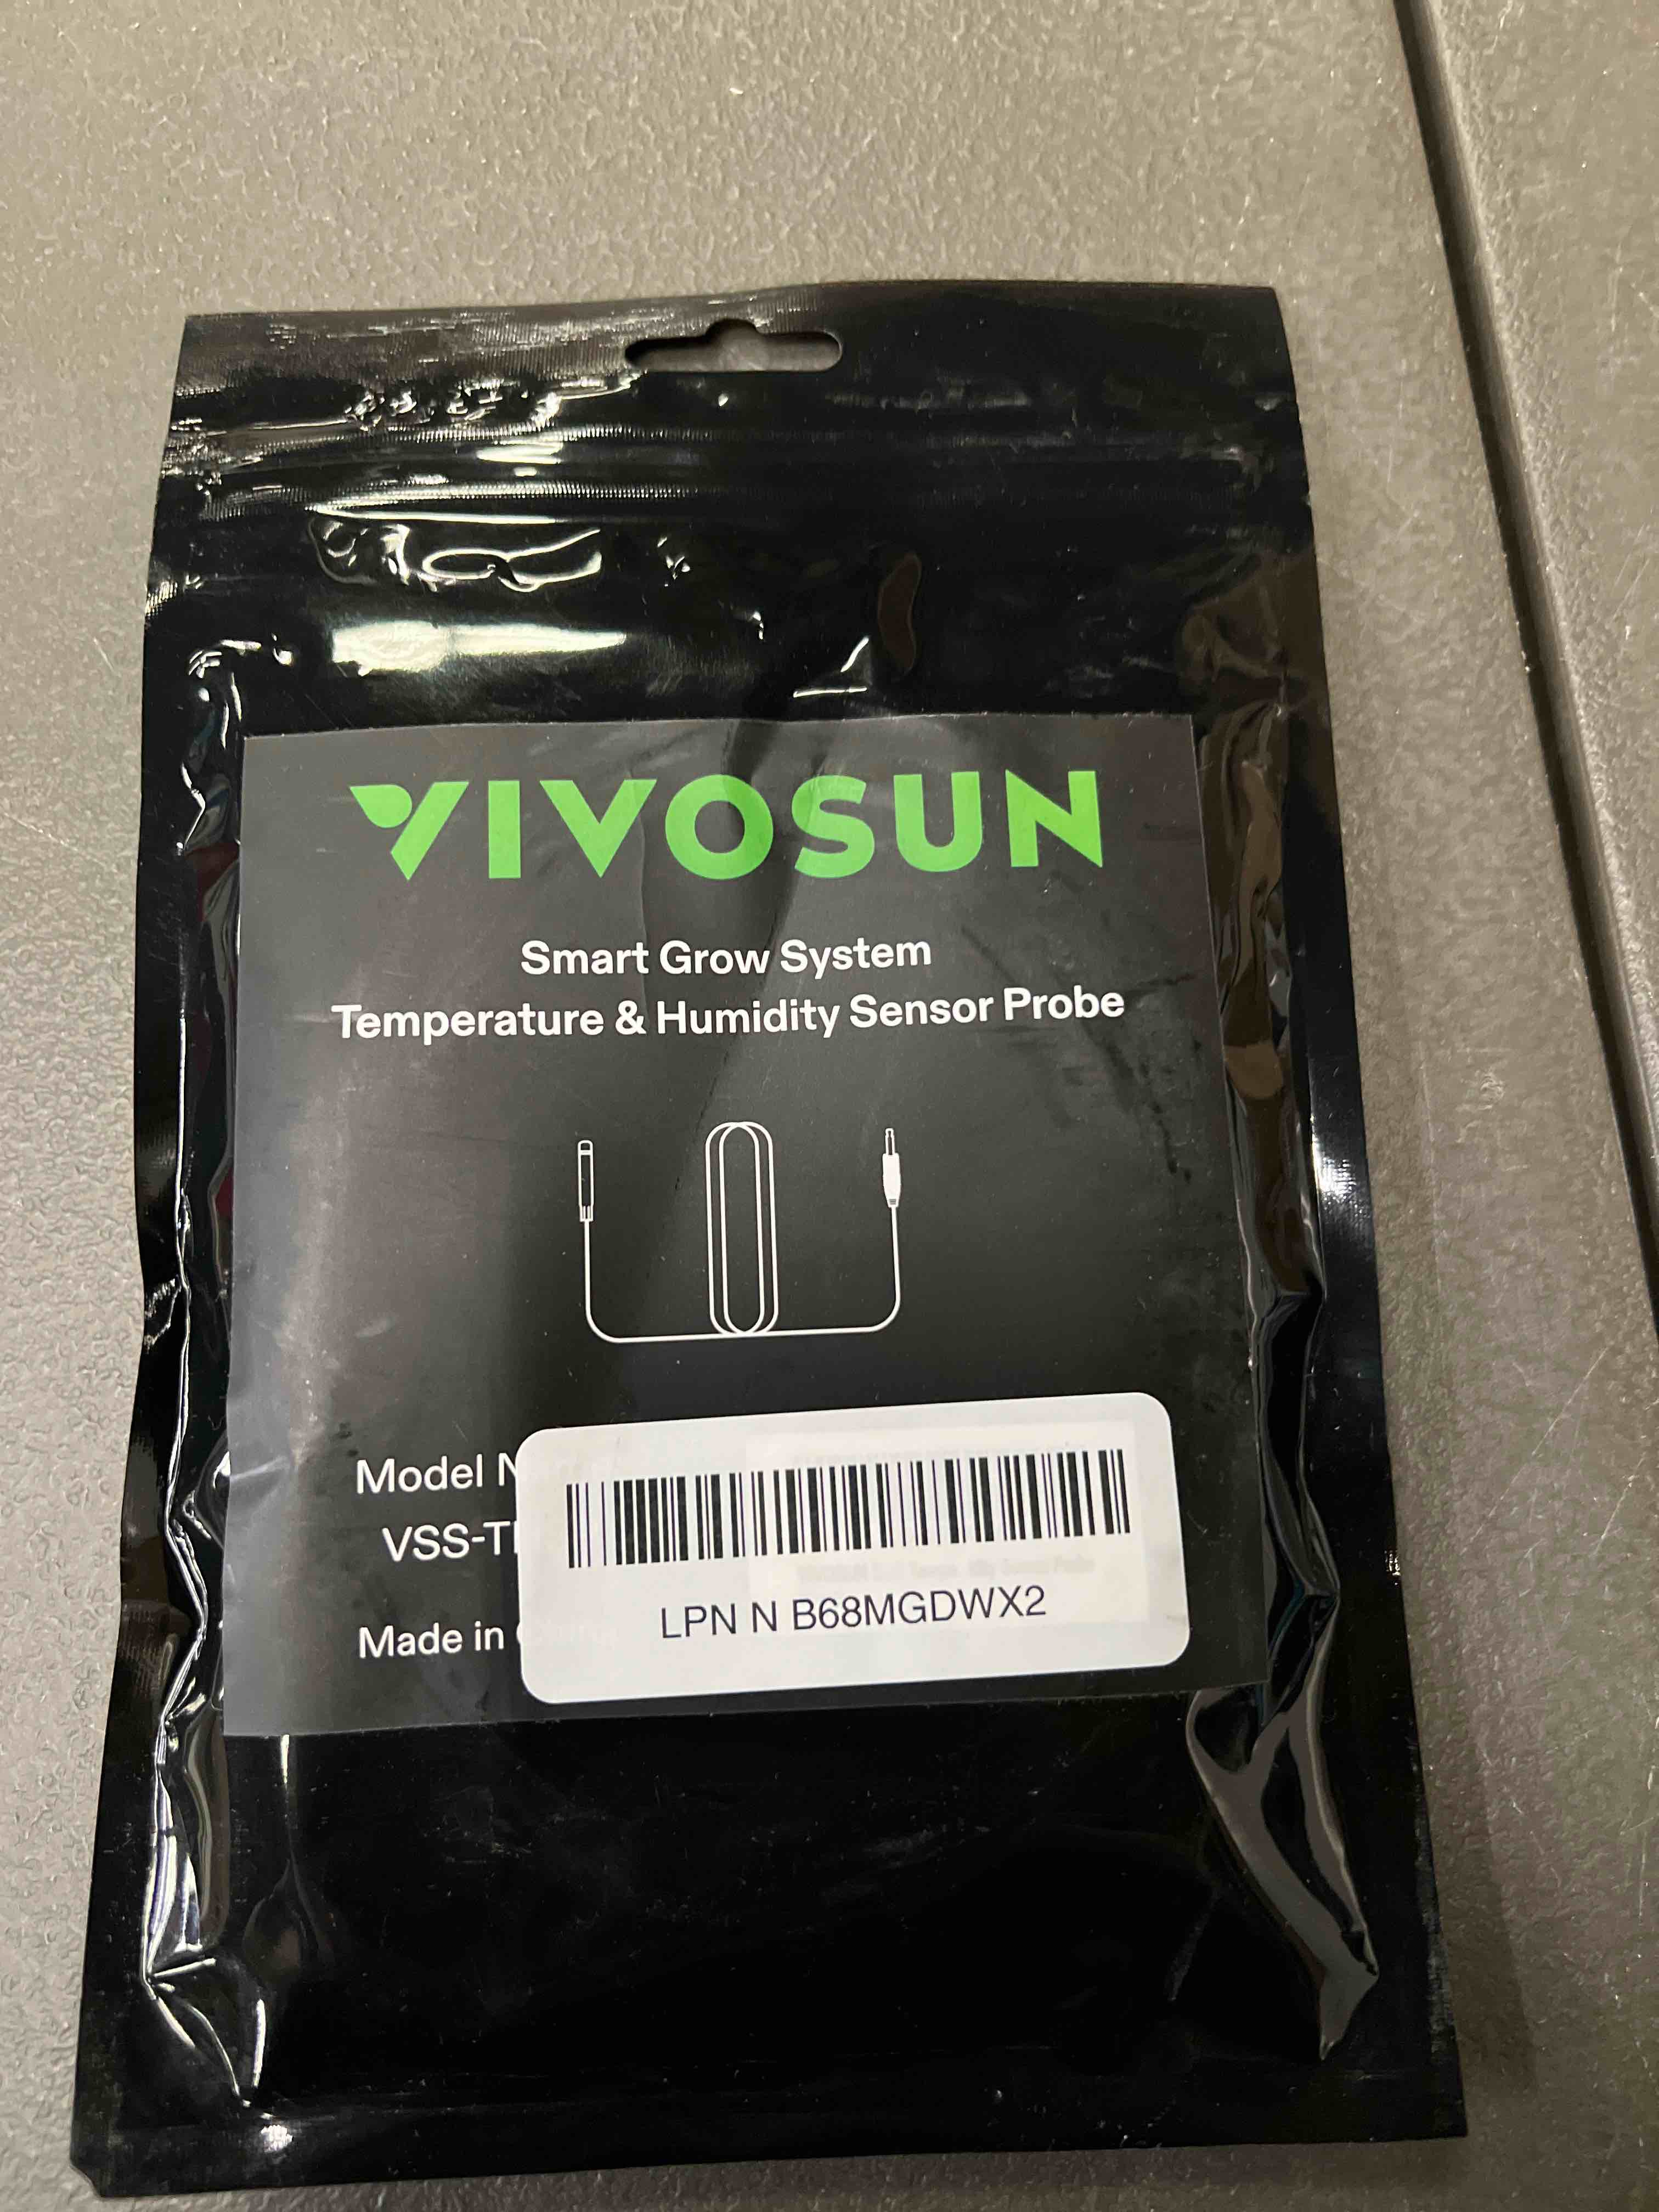 VIVOSUN
Smart Grow System
Temperature & Humidity Sensor Probe
Model
VSS-T
Made in
LPN N B68MGDWX2